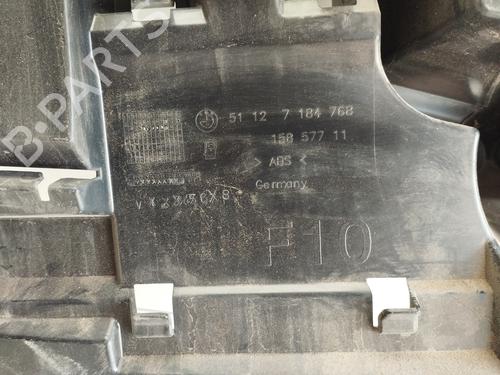 B-PARTS
51 12 7 184 768
158 577 11
> ABS <
Germany
F10